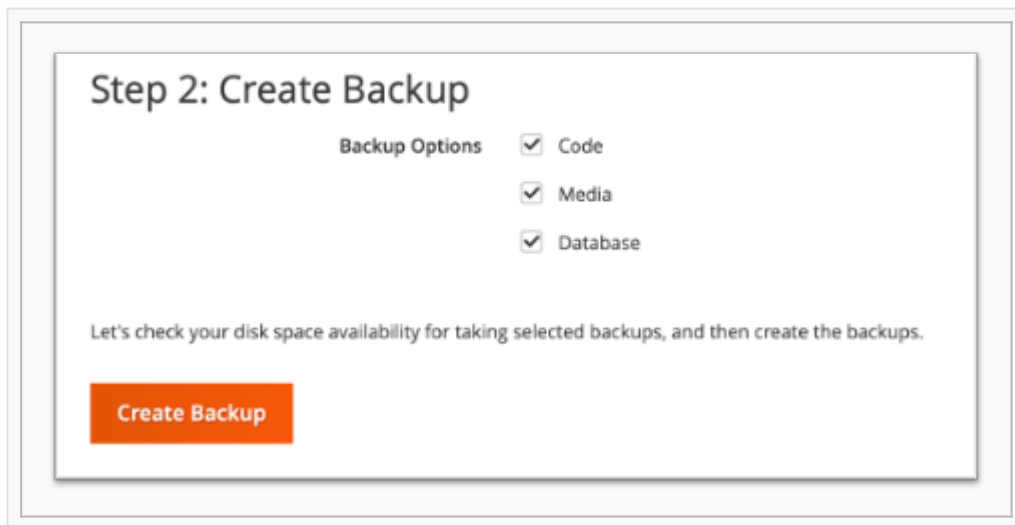 Step 2: Create Backup
Backup Options
Code
Media
Database
Let's check your disk space availability for taking selected backups, and then create the backups.
Create Backup